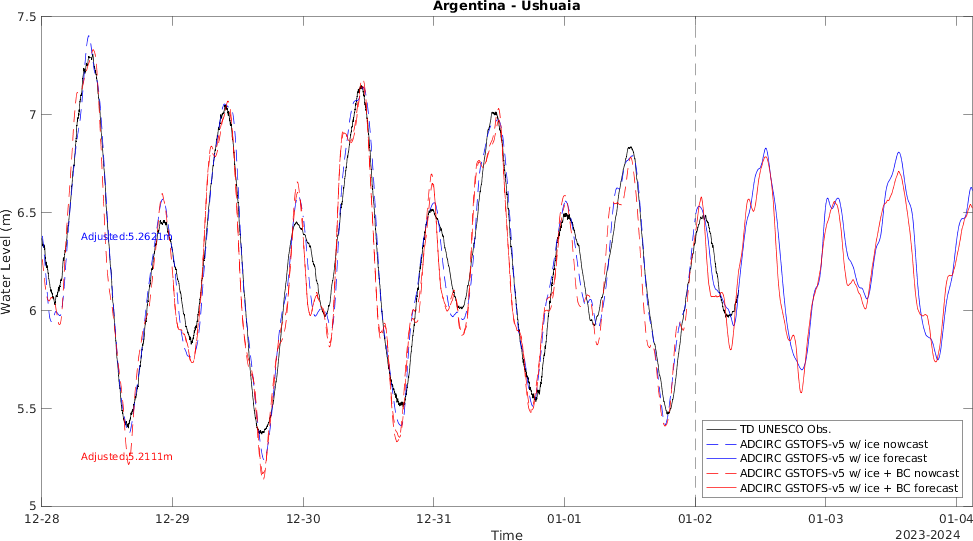 Argentina - Ushuaia
7.5
7
6.5
6
5.5
5
Water Level (m)
Adjusted:5.2621m
Adjusted:5.2111m
TD UNESCO Obs.
ADCIRC GSTOFS-v5 w/ ice nowcast
ADCIRC GSTOFS-v5 w/ ice forecast
ADCIRC GSTOFS-v5 w/ ice + BC nowcast
ADCIRC GSTOFS-v5 w/ ice + BC forecast
12-28 12-29 12-30 12-31 01-01 01-02 01-03 01-04
Time
2023-2024